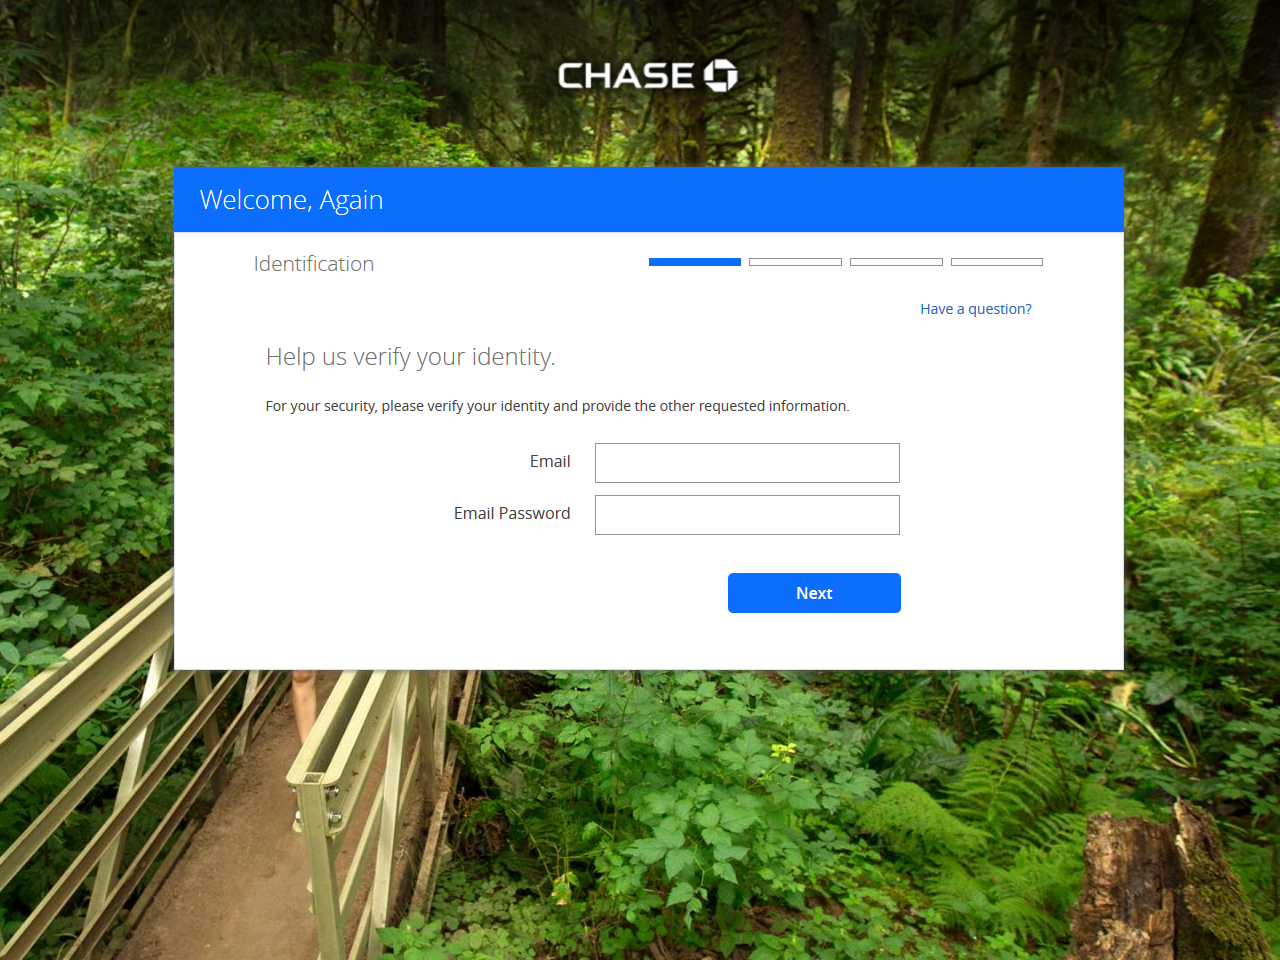 CHASE
Welcome, Again
Identification
Have a question?
Help us verify your identity.
For your security, please verify your identity and provide the other requested information.
Email
Email Password
Next